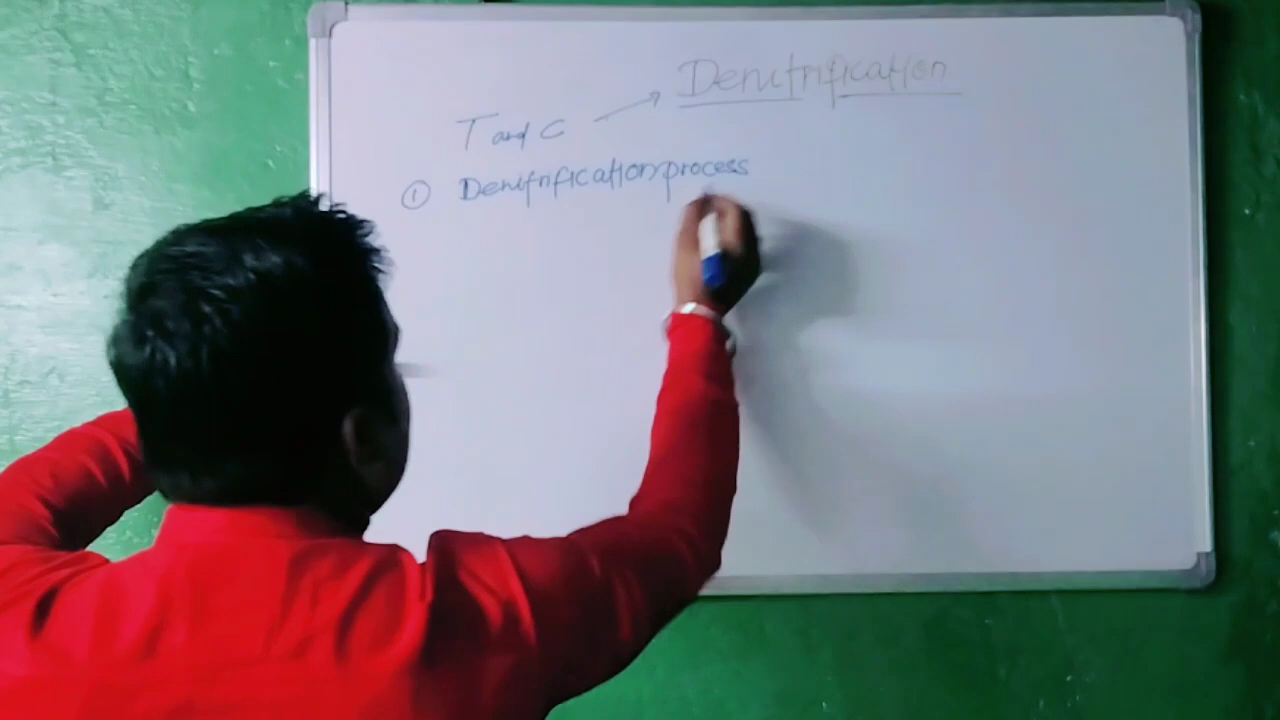 Denitrification
T and C
① Denitrification process